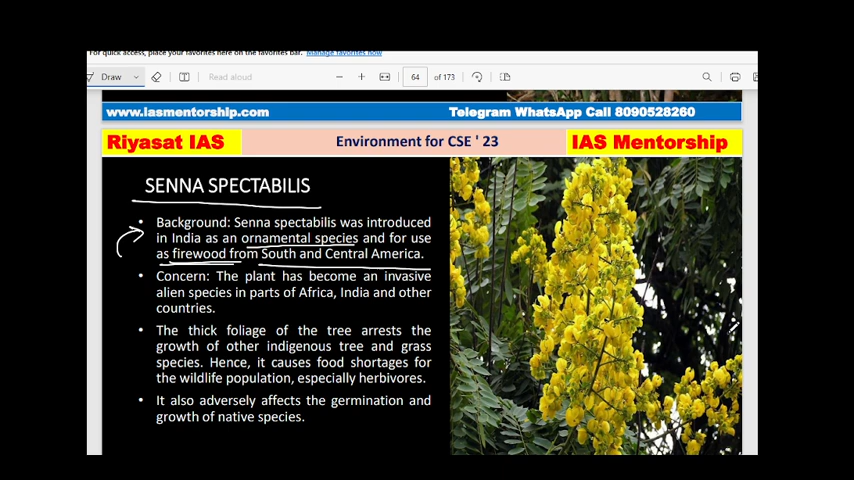 For quick access, place your favorites here on the favorites bar. Manage favorites now
Draw
Read aloud
64 of 173
www.iasmentorship.com Telegram WhatsApp Call 8090528260
Riyasat IAS Environment for CSE ' 23 IAS Mentorship
SENNA SPECTABILIS
• Background: Senna spectabilis was introduced
in India as an ornamental species and for use
as firewood from South and Central America.
• Concern: The plant has become an invasive
alien species in parts of Africa, India and other
countries.
• The thick foliage of the tree arrests the
growth of other indigenous tree and grass
species. Hence, it causes food shortages for
the wildlife population, especially herbivores.
• It also adversely affects the germination and
growth of native species.